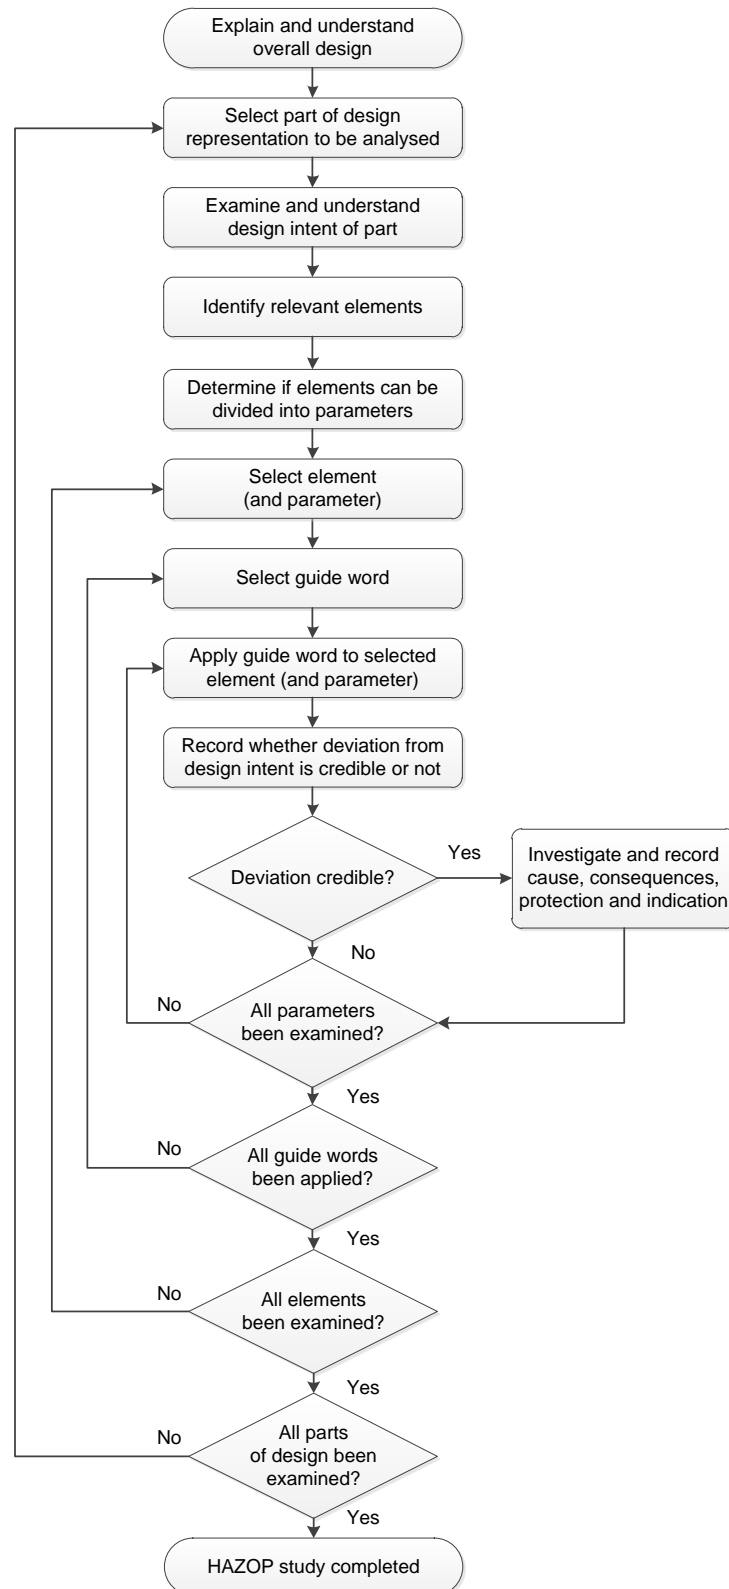 Explain and understand
overall design
Select part of design
representation to be analysed
Examine and understand
design intent of part
Identify relevant elements
Determine if elements can be
divided into parameters
Select element
(and parameter)
Select guide word
Apply guide word to selected
element (and parameter)
Record whether deviation from
design intent is credible or not
Deviation credible?
Yes
Investigate and record
cause, consequences,
protection and indication
No
All parameters
been examined?
No
Yes
All guide words
been applied?
No
Yes
All elements
been examined?
No
Yes
All parts
of design been
examined?
No
Yes
HAZOP study completed